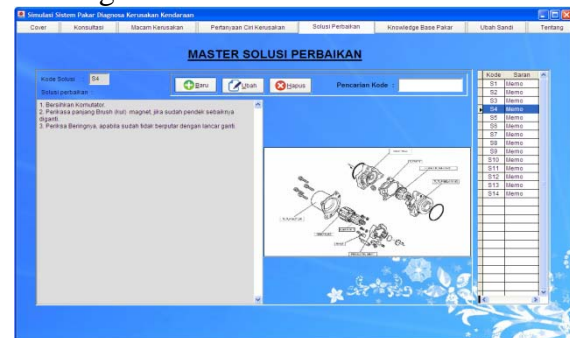 Simulasi Sistem Pakar Diagnosa Kerusakan Kendaraan
Cover Konsultasi Macam Kerusakan Pertanyaan Ciri Kerusakan Solusi Perbaikan Knowledge Base Pakar Ubah Sandi Tentang
MASTER SOLUSI PERBAIKAN
Kode Solusi S4
Solusi perbaikan
Baru Ubah Hapus Pencarian Kode :
1. Bersihkan Komutator.
2. Perikasa panjang Brush (kul) magnet, jika sudah pendek sebaiknya
diganti.
3. Periksa Beringnya, apabila sudah tidak berputar dengan lancar ganti
Kode Saran
S1 Memo
S2 Memo
S3 Memo
S4 Memo
S5 Memo
S6 Memo
S7 Memo
S8 Memo
S9 Memo
S10 Memo
S11 Memo
S12 Memo
S13 Memo
S14 Memo